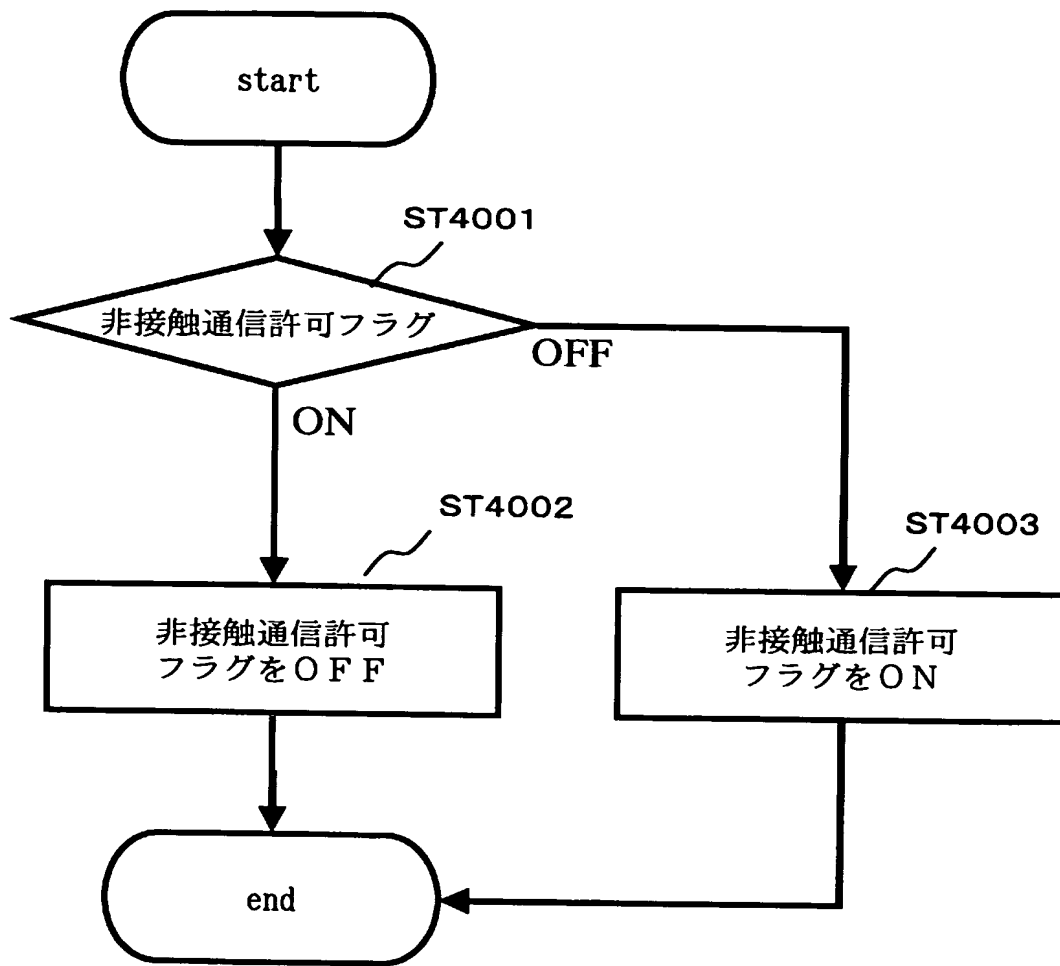 start
ST4001
非接触通信許可フラグ
OFF
ON
ST4002
ST4003
非接触通信許可
フラグをＯＦＦ
非接触通信許可
フラグをＯＮ
end